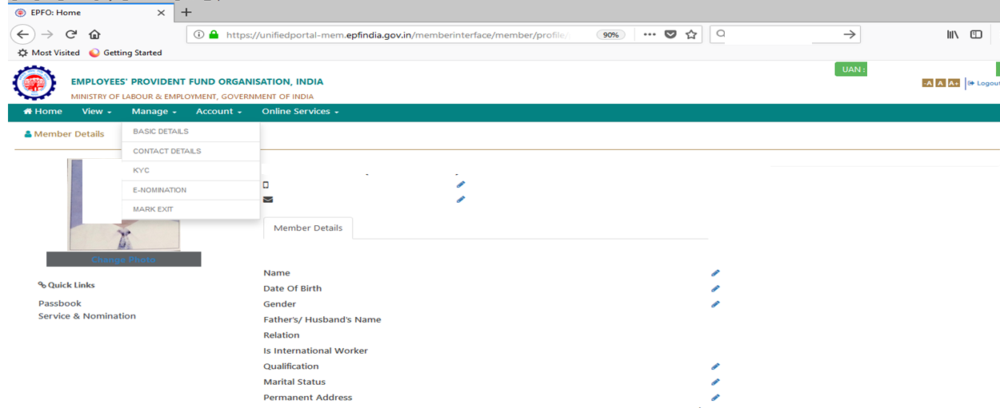 EPFO: Home
https://unifiedportal-mem.epfindia.gov.in/memberinterface/member/profile/
90%
Most Visited Getting Started
EMPLOYEES' PROVIDENT FUND ORGANISATION, INDIA
MINISTRY OF LABOUR & EMPLOYMENT, GOVERNMENT OF INDIA
UAN :
-A A A+ Logout
Home View Manage Account Online Services
Member Details
BASIC DETAILS
CONTACT DETAILS
KYC
E-NOMINATION
MARK EXIT
Change Photo
Quick Links
Passbook
Service & Nomination
Member Details
Name
Date Of Birth
Gender
Father's/ Husband's Name
Relation
Is International Worker
Qualification
Marital Status
Permanent Address